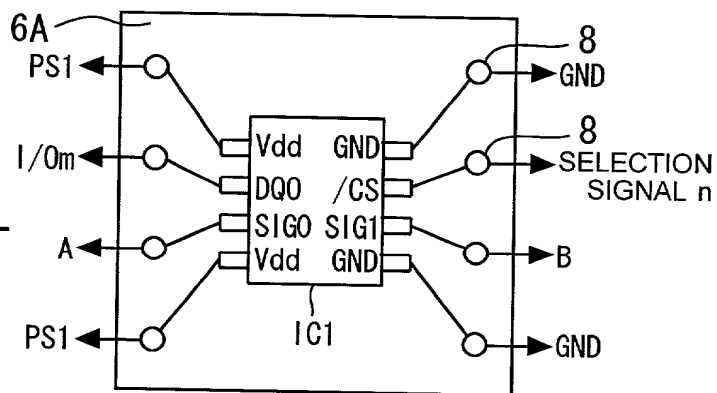 6A
8
PS1
GND
Vdd
GND
8
I/Om
DQ0
/CS
SELECTION
SIGNAL n
SIG0
SIG1
A
B
Vdd
GND
PS1
IC1
GND